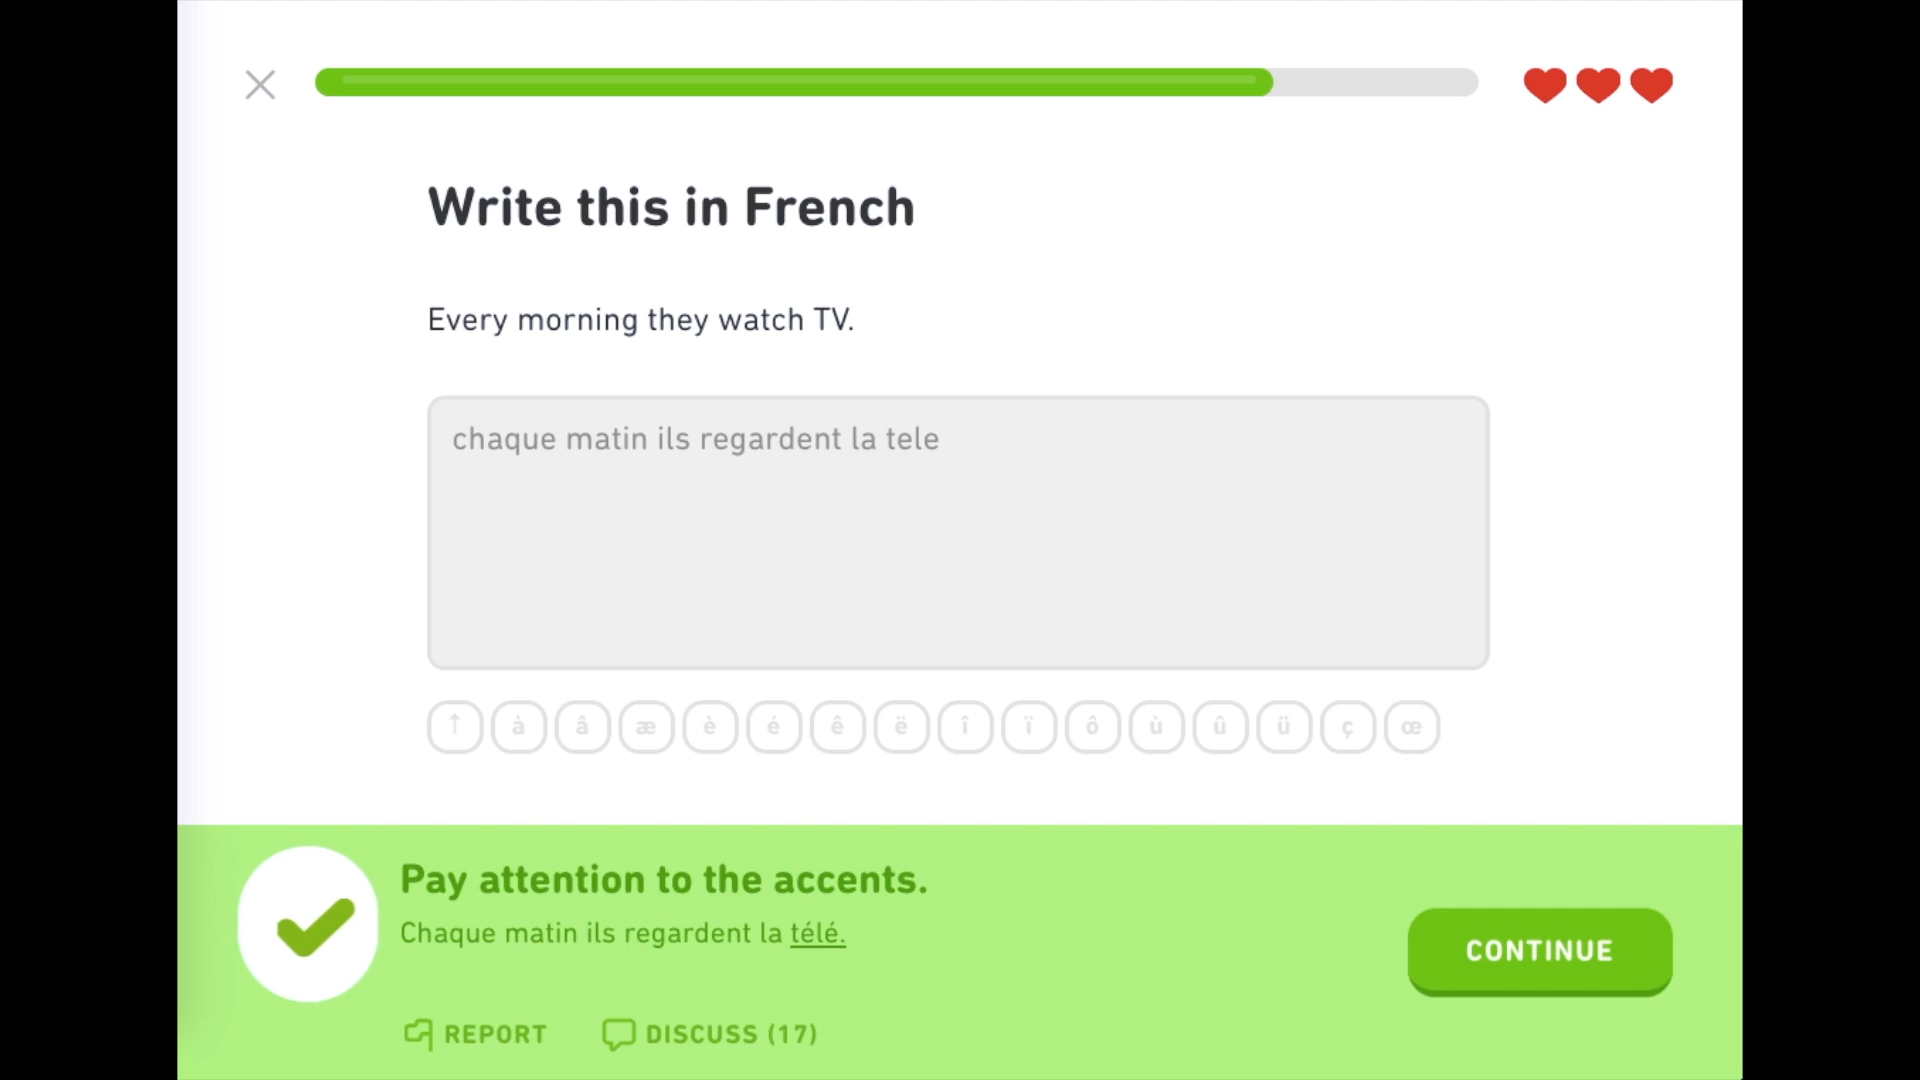 Write this in French
Every morning they watch TV.
chaque matin ils regardent la tele
↑ à â æ è é ê ë î ï ô ù û ü ç œ
Pay attention to the accents.
Chaque matin ils regardent la télé.
CONTINUE
REPORT DISCUSS (17)